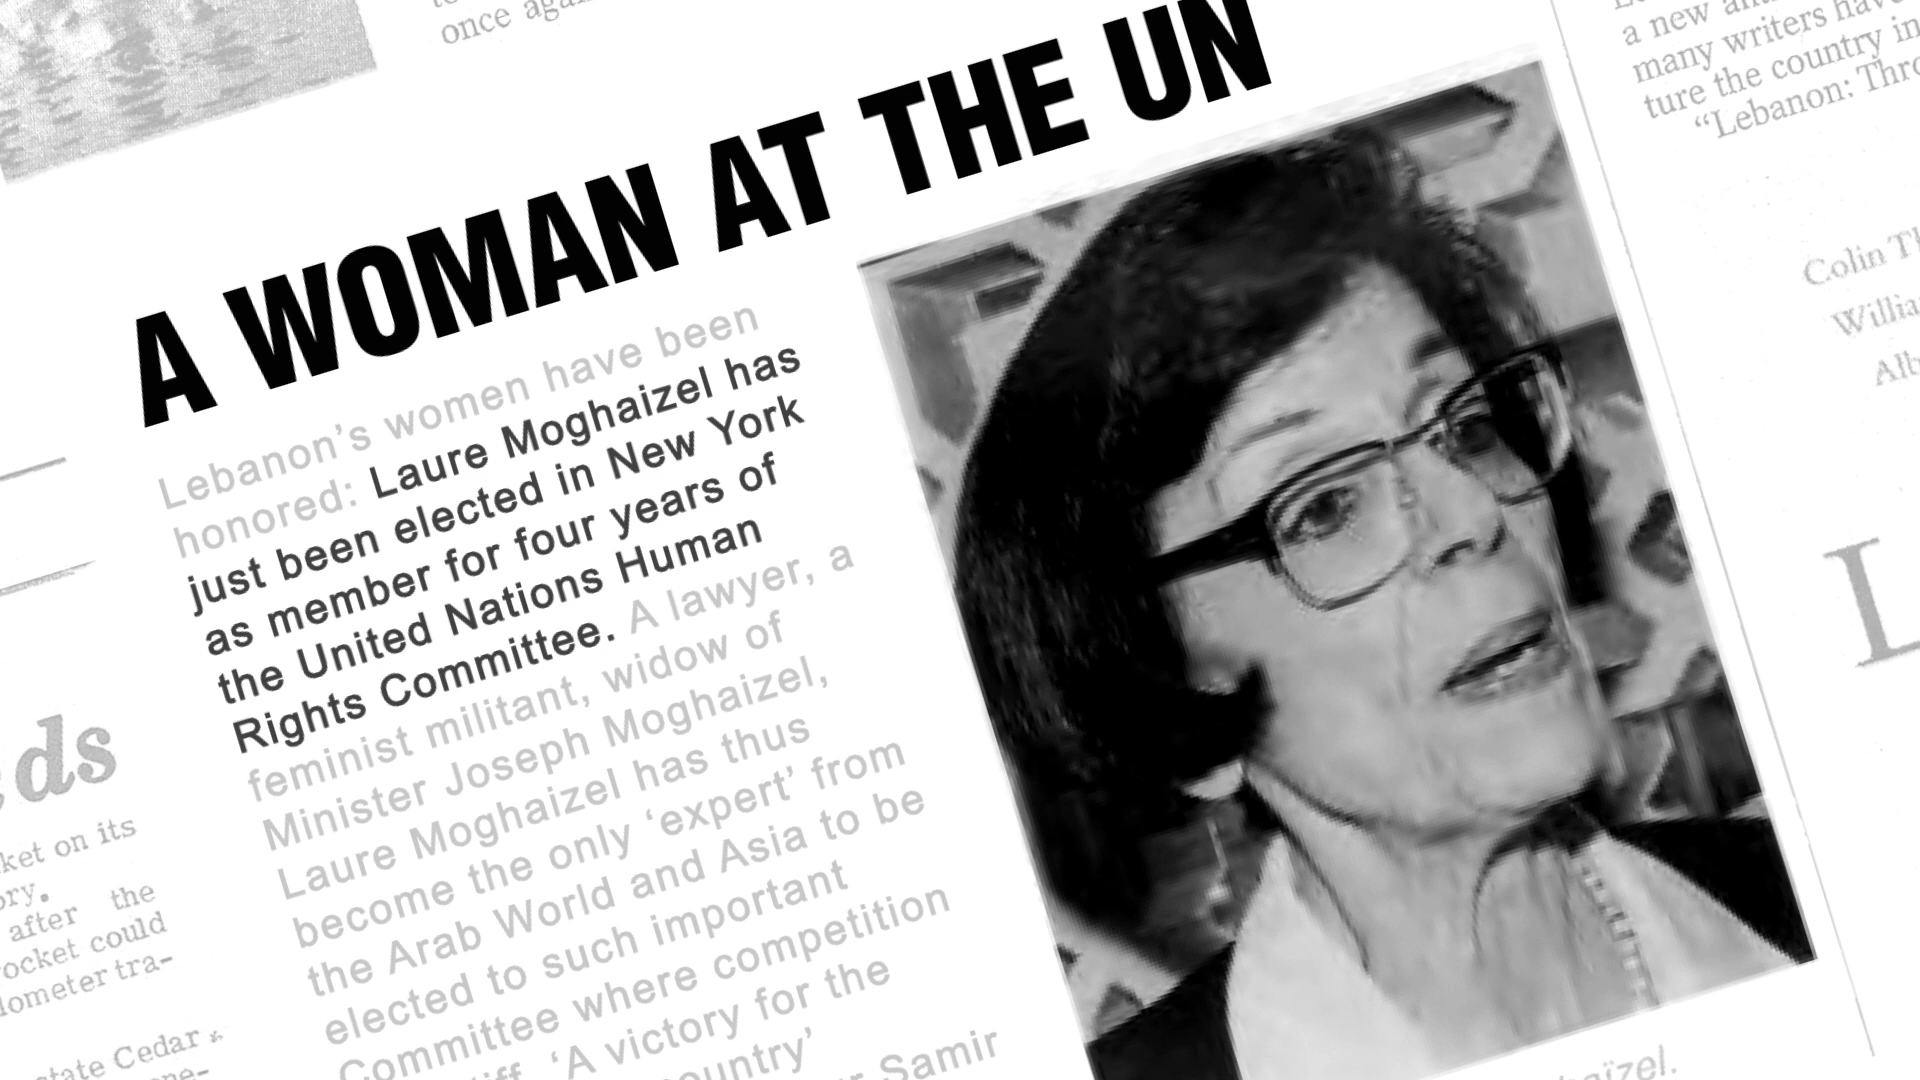 once again
A WOMAN AT THE UN
Lebanon’s women have been
honored: Laure Moghaizel has
just been elected in New York
as member for four years of
the United Nations Human
Rights Committee. A lawyer, a
feminist militant, widow of
Minister Joseph Moghaizel,
Laure Moghaizel has thus
become the only ‘expert’ from
the Arab World and Asia to be
elected to such important
Committee where competition
‘A victory for the
country’
Samir
ds
ket on its
ory.
after the
ocket could
lometer tra-
state Cedar
a new
many writers have
ture the country in
“Lebanon: Thro
Colin Th
Willia
Alb
L
aïzel.